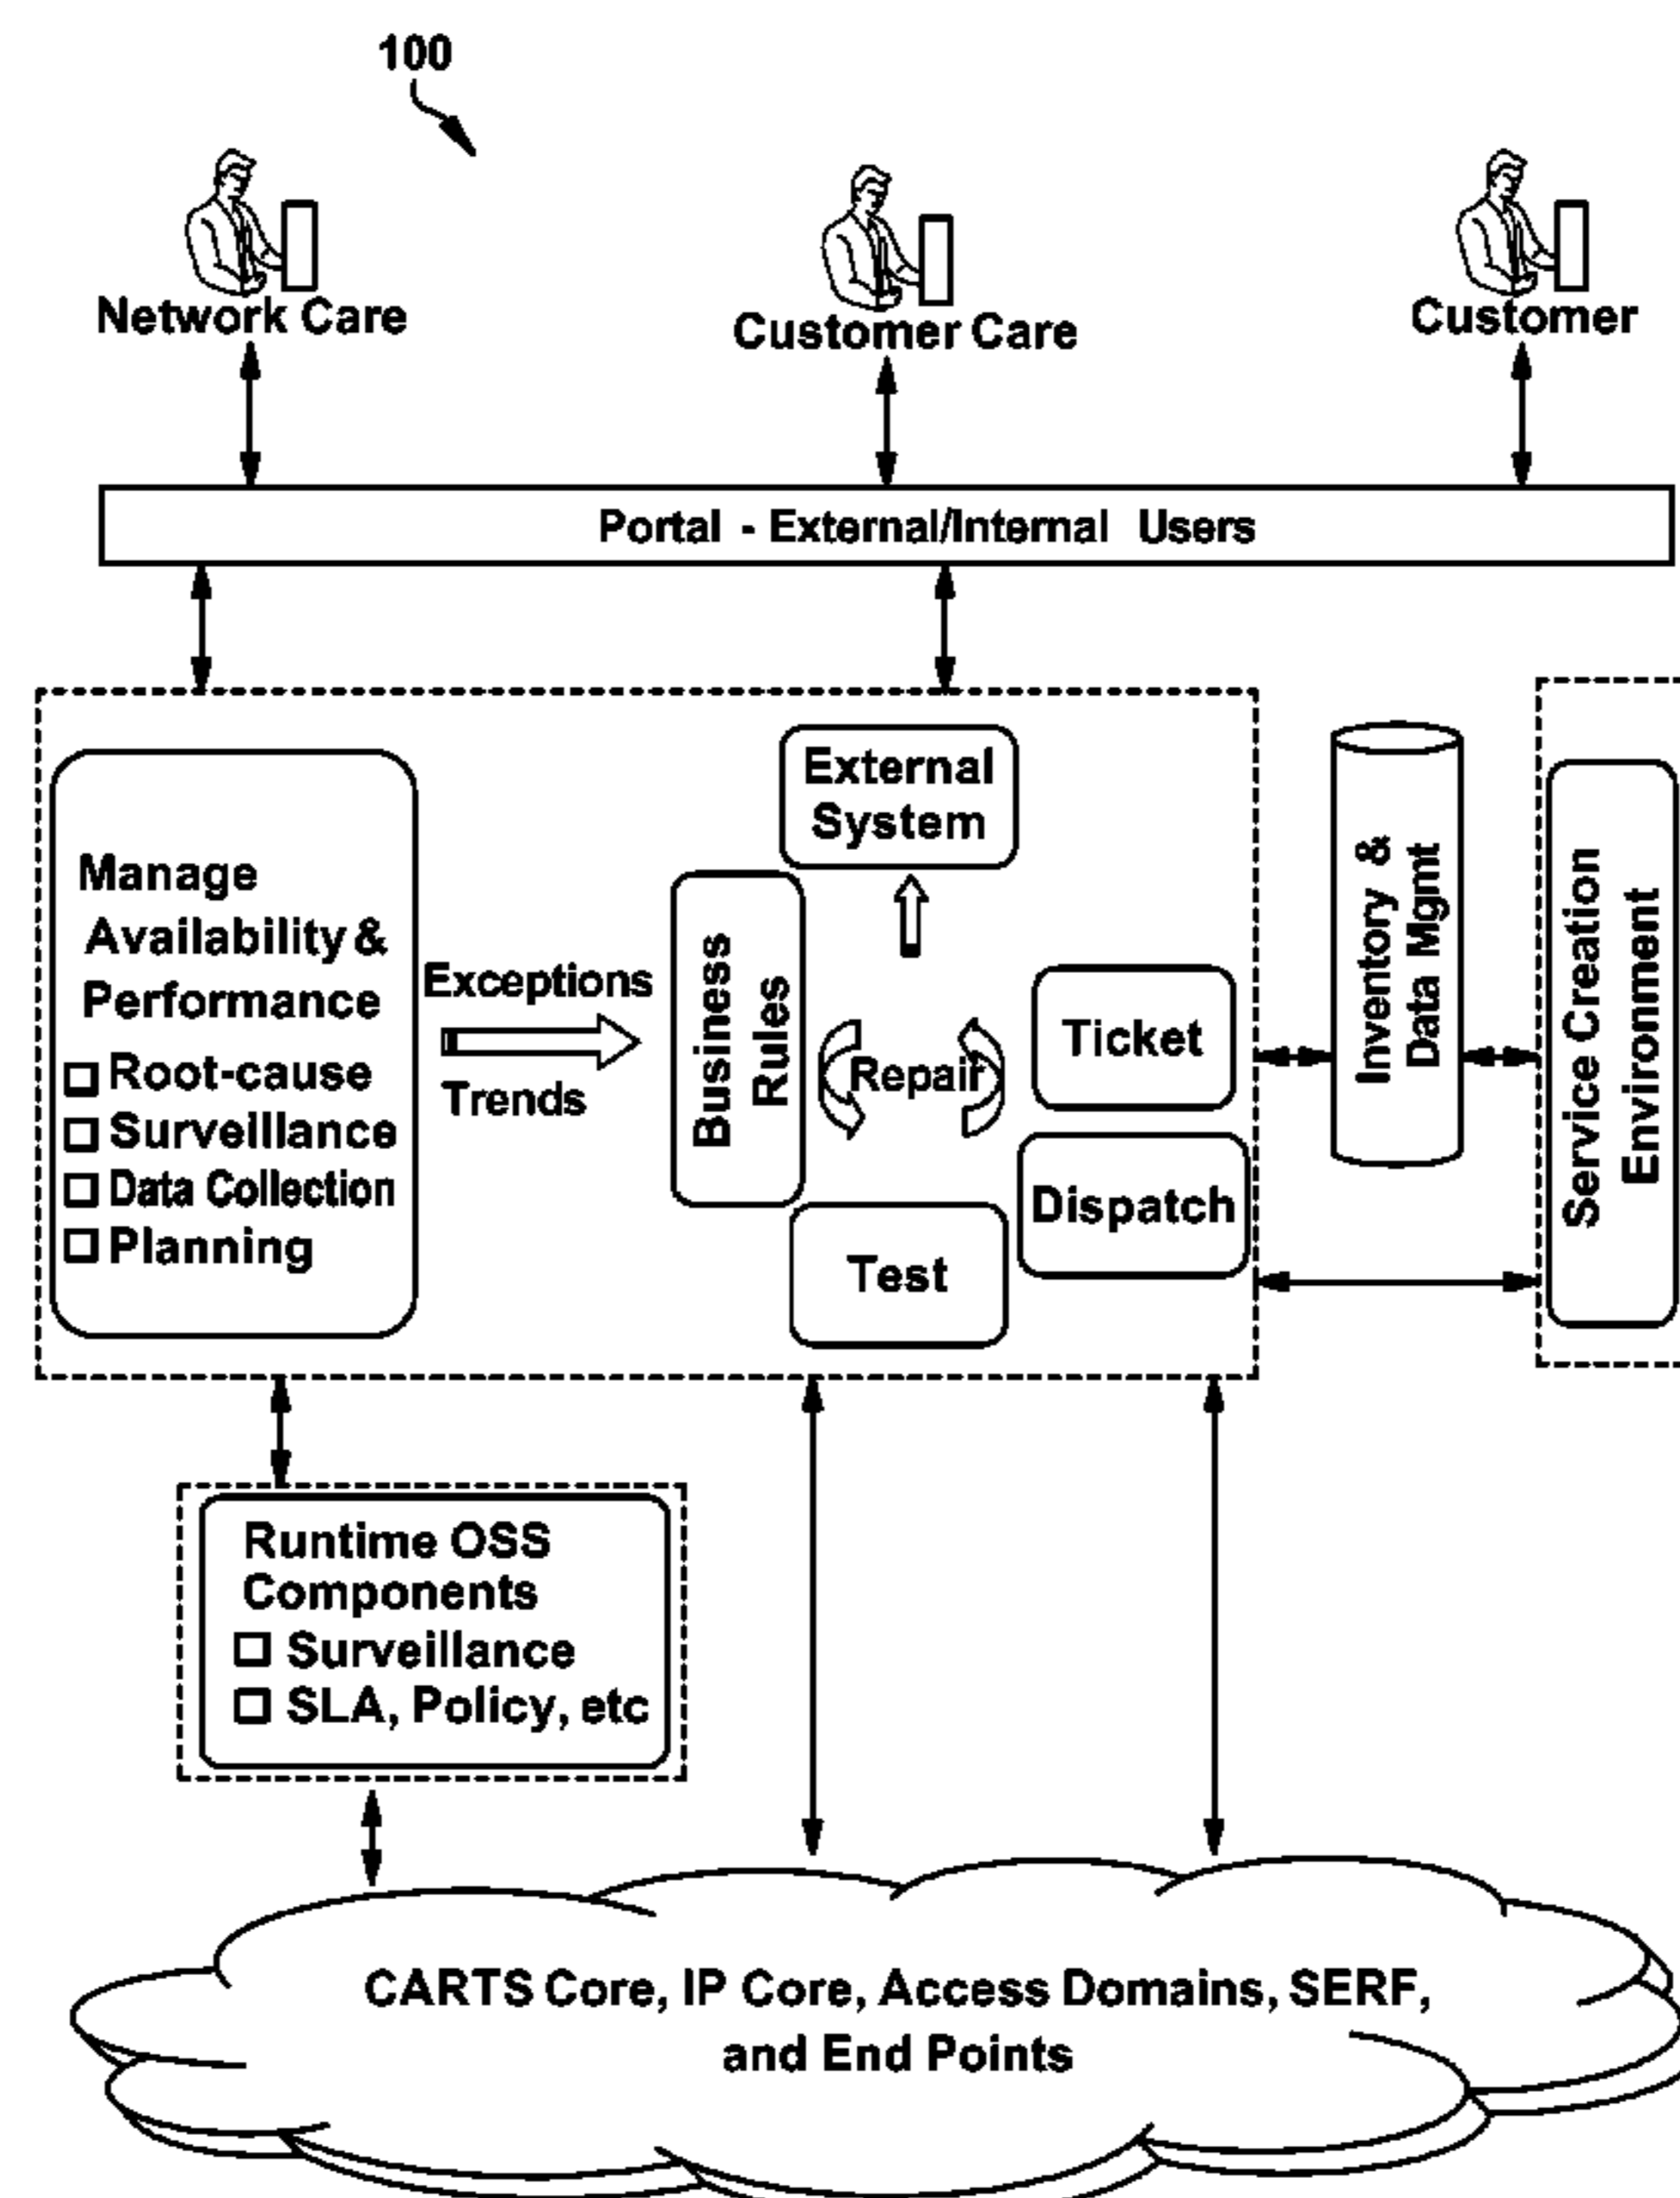 100
Network Care
Customer Care
Customer
Portal - External/Internal Users
Manage
Availability &
Performance
Root-cause
Surveillance
Data Collection
Planning
Exceptions
Trends
External
System
Business
Rules
Repair
Ticket
Dispatch
Test
Inventory &
Data Mgmt
Service Creation
Environment
Runtime OSS
Components
Surveillance
SLA, Policy, etc
CARTS Core, IP Core, Access Domains, SERF,
and End Points